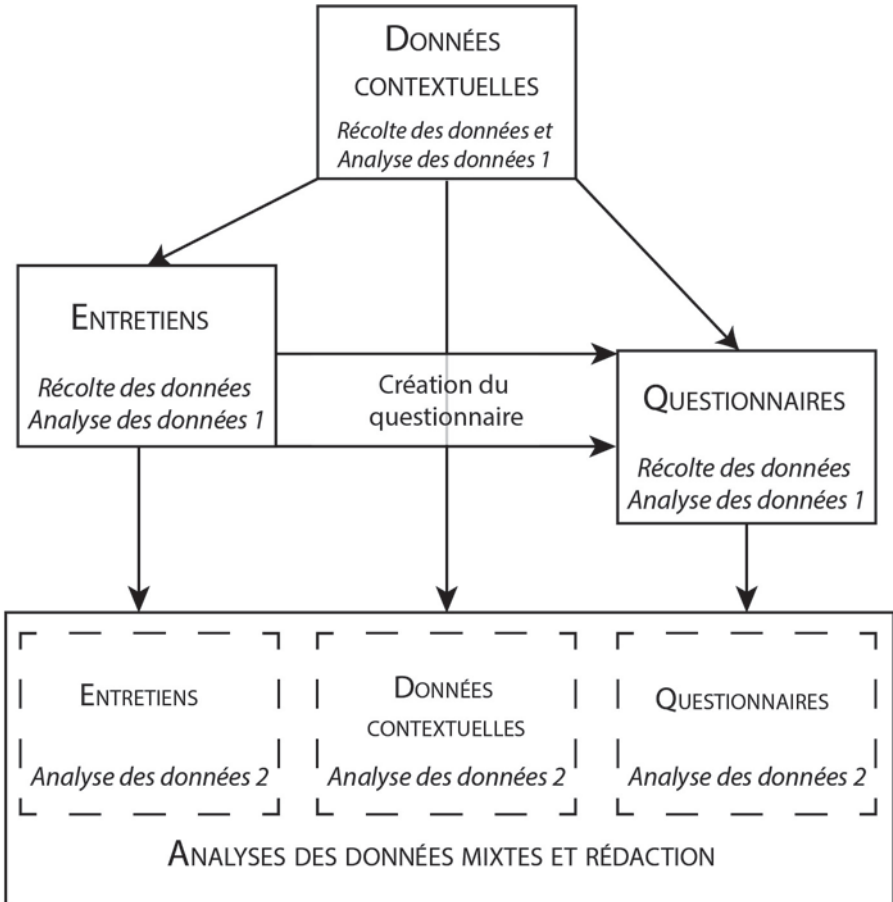 DONNÉES
CONTEXTUELLES
Récolte des données et
Analyse des données 1
ENTRETIENS
Récolte des données
Analyse des données 1
Création du
questionnaire
QUESTIONNAIRES
Récolte des données
Analyse des données 1
ENTRETIENS
Analyse des données 2
DONNÉES
CONTEXTUELLES
Analyse des données 2
QUESTIONNAIRES
Analyse des données 2
ANALYSES DES DONNÉES MIXTES ET RÉDACTION